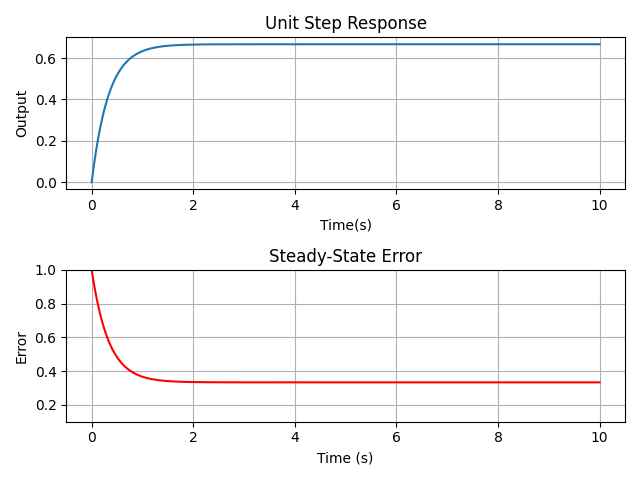 Unit Step Response
Output
0.6
0.4
0.2
0.0
0 2 4 6 8 10
Time(s)
Steady-State Error
Error
1.0
0.8
0.6
0.4
0.2
0 2 4 6 8 10
Time (s)